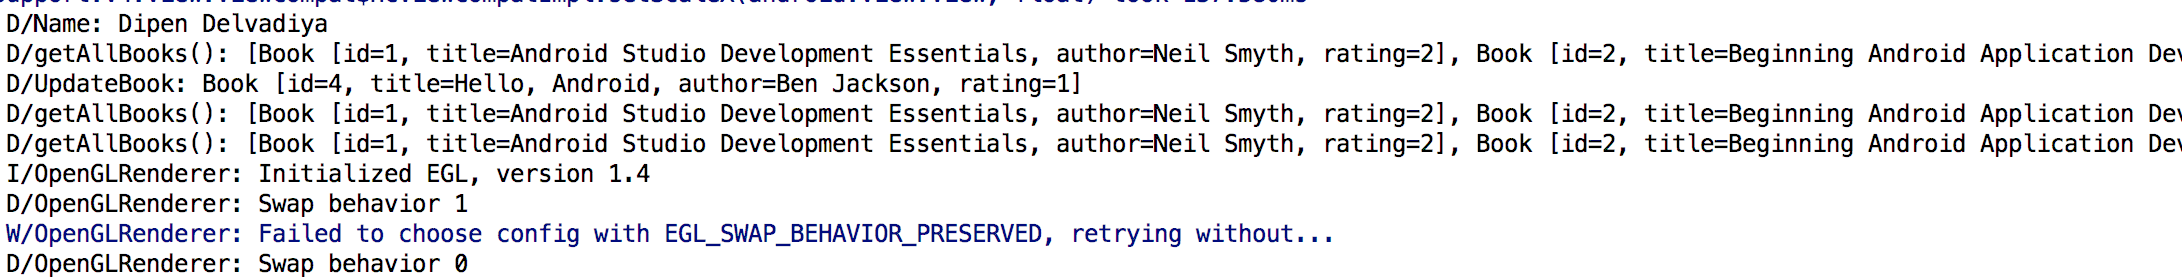 D/Name: Dipen Delvadiya
D/getAllBooks(): [Book [id=1, title=Android Studio Development Essentials, author=Neil Smyth, rating=2], Book [id=2, title=Beginning Android Application Dev
D/UpdateBook: Book [id=4, title=Hello, Android, author=Ben Jackson, rating=1]
D/getAllBooks(): [Book [id=1, title=Android Studio Development Essentials, author=Neil Smyth, rating=2], Book [id=2, title=Beginning Android Application Dev
D/getAllBooks(): [Book [id=1, title=Android Studio Development Essentials, author=Neil Smyth, rating=2], Book [id=2, title=Beginning Android Application Dev
I/OpenGLRenderer: Initialized EGL, version 1.4
D/OpenGLRenderer: Swap behavior 1
W/OpenGLRenderer: Failed to choose config with EGL_SWAP_BEHAVIOR_PRESERVED, retrying without...
D/OpenGLRenderer: Swap behavior 0